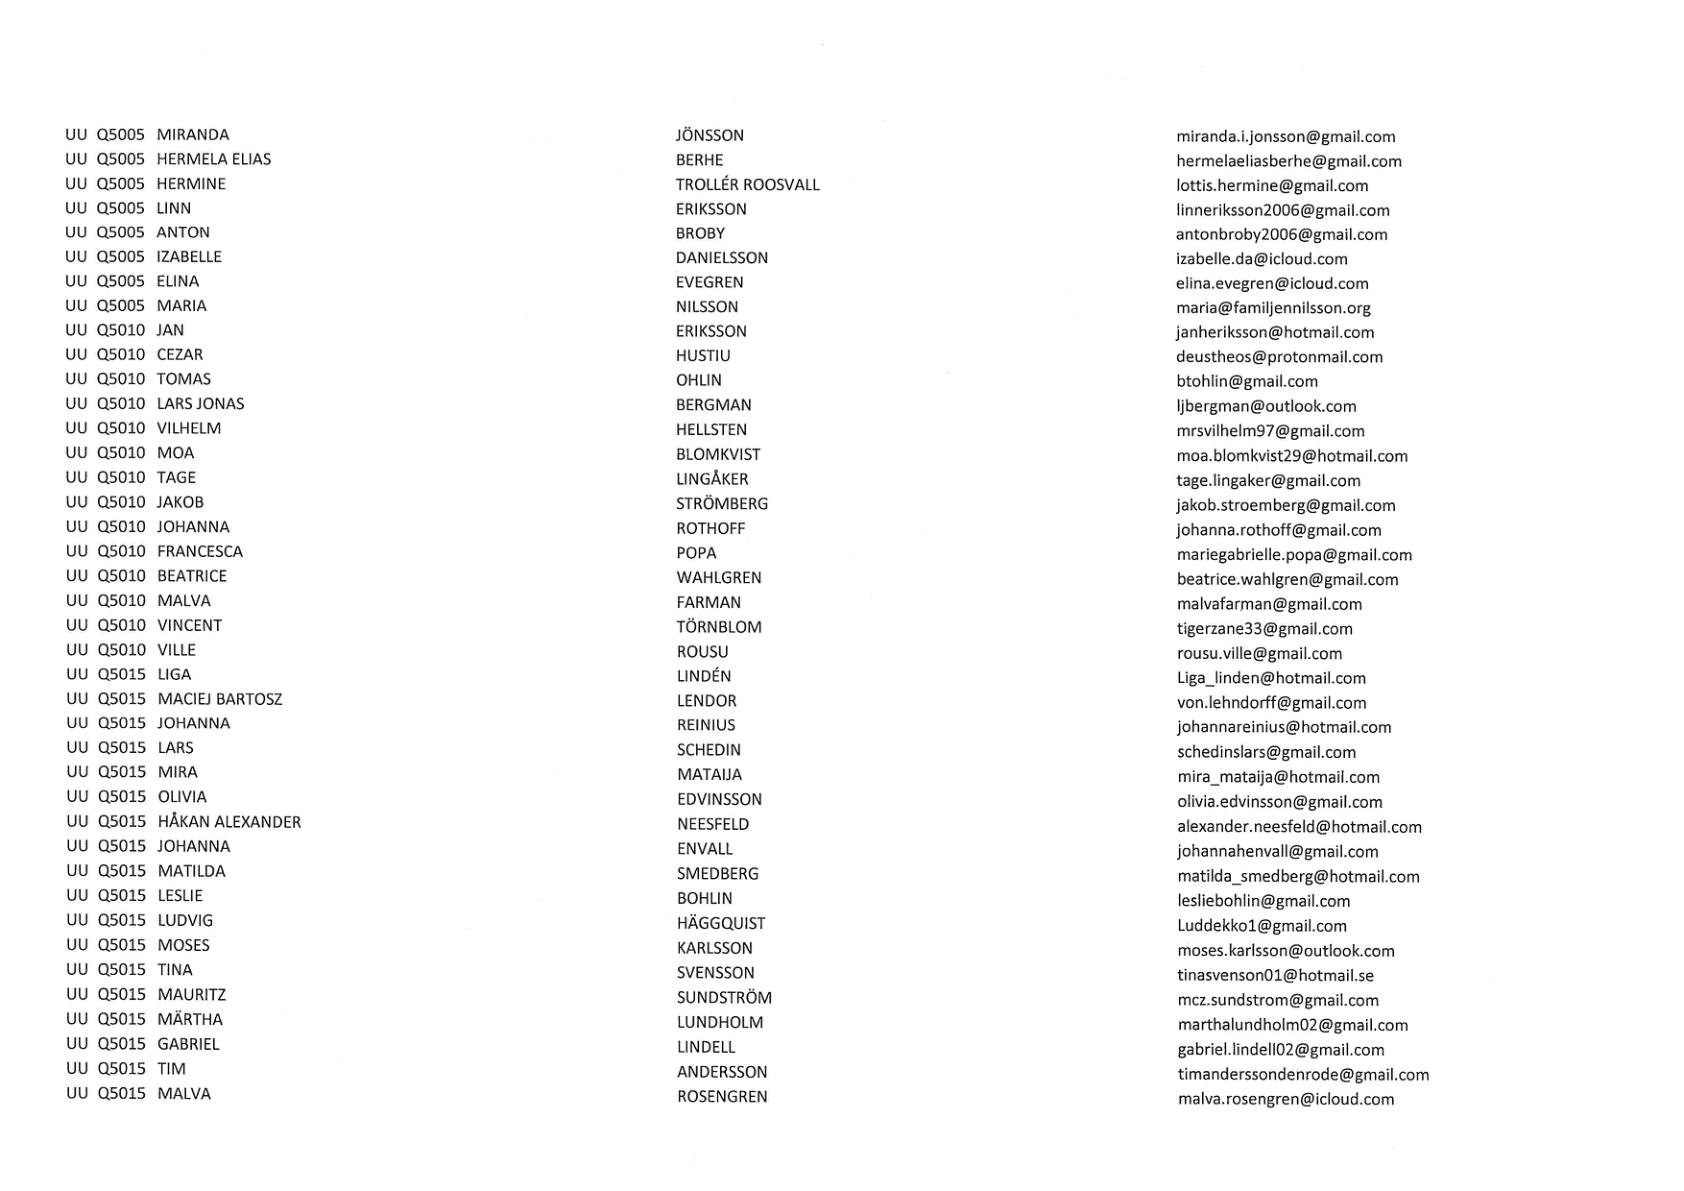 UU Q5005 MIRANDA JÖNSSON miranda.i.jonsson@gmail.com
UU Q5005 HERMELA ELIAS BERHE hermelaeliasberhe@gmail.com
UU Q5005 HERMINE TROLLÉR ROOSVALL lottis.hermine@gmail.com
UU Q5005 LINN ERIKSSON linneriksson2006@gmail.com
UU Q5005 ANTON BROBY antonbroby2006@gmail.com
UU Q5005 IZABELLE DANIELSSON izabelle.da@icloud.com
UU Q5005 ELINA EVEGREN elina.evegren@icloud.com
UU Q5005 MARIA NILSSON maria@familjennilsson.org
UU Q5010 JAN ERIKSSON janheriksson@hotmail.com
UU Q5010 CEZAR HUSTIU deustheos@protonmail.com
UU Q5010 TOMAS OHLIN btohlin@gmail.com
UU Q5010 LARS JONAS BERGMAN ljbergman@outlook.com
UU Q5010 VILHELM HELLSTEN mrsvilhelm97@gmail.com
UU Q5010 MOA BLOMKVIST moa.blomkvist29@hotmail.com
UU Q5010 TAGE LINGÅKER tage.lingaker@gmail.com
UU Q5010 JAKOB STRÖMBERG jakob.stroemberg@gmail.com
UU Q5010 JOHANNA ROTHOFF johanna.rothoff@gmail.com
UU Q5010 FRANCESCA POPA mariegabrielle.popa@gmail.com
UU Q5010 BEATRICE WAHLGREN beatrice.wahlgren@gmail.com
UU Q5010 MALVA FARMAN malvafarman@gmail.com
UU Q5010 VINCENT TÖRNBLOM tigerzane33@gmail.com
UU Q5010 VILLE ROUSU rousu.ville@gmail.com
UU Q5015 LIGA LINDÉN Liga_linden@hotmail.com
UU Q5015 MACIEJ BARTOSZ LENDOR von.lehndorff@gmail.com
UU Q5015 JOHANNA REINIUS johannareinius@hotmail.com
UU Q5015 LARS SCHEDIN schedinslars@gmail.com
UU Q5015 MIRA MATAIJA mira_mataija@hotmail.com
UU Q5015 OLIVIA EDVINSSON olivia.edvinsson@gmail.com
UU Q5015 HÅKAN ALEXANDER NEESFELD alexander.neesfeld@hotmail.com
UU Q5015 JOHANNA ENVALL johannahenvall@gmail.com
UU Q5015 MATILDA SMEDBERG matilda_smedberg@hotmail.com
UU Q5015 LESLIE BOHLIN lesliebohlin@gmail.com
UU Q5015 LUDVIG HÄGGQUIST Luddekko1@gmail.com
UU Q5015 MOSES KARLSSON moses.karlsson@outlook.com
UU Q5015 TINA SVENSSON tinasvenson01@hotmail.se
UU Q5015 MAURITZ SUNDSTRÖM mcz.sundstrom@gmail.com
UU Q5015 MÄRTHA LUNDHOLM marthalundholm02@gmail.com
UU Q5015 GABRIEL LINDELL gabriel.lindell02@gmail.com
UU Q5015 TIM ANDERSSON timanderssondenrode@gmail.com
UU Q5015 MALVA ROSENGREN malva.rosengren@icloud.com